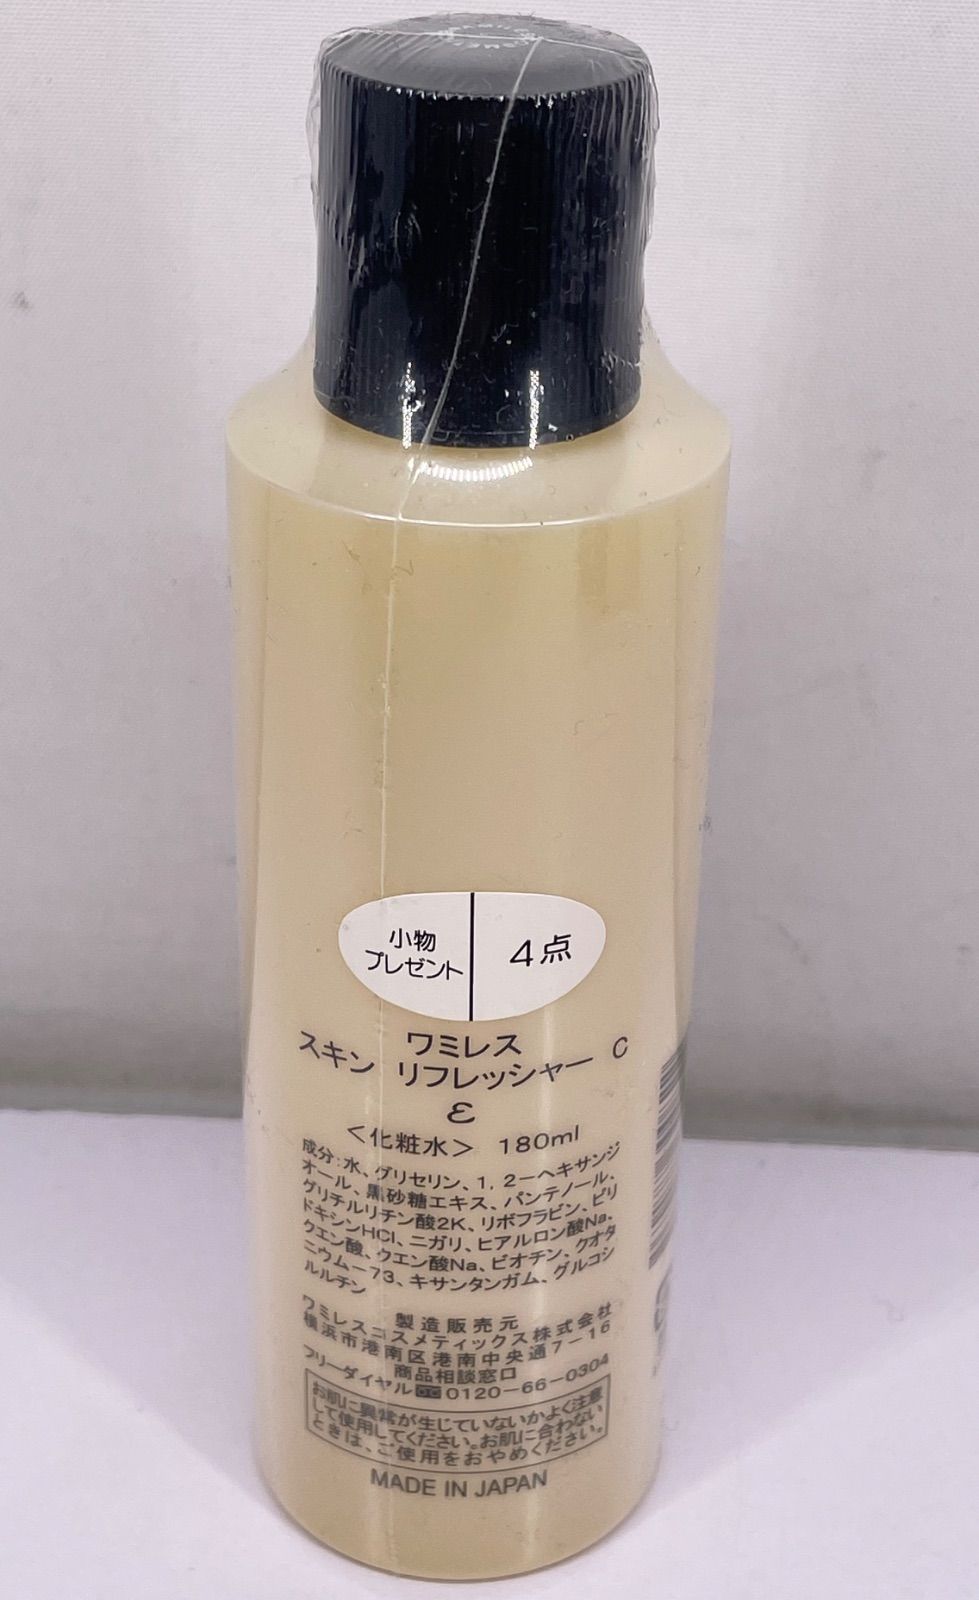 小物
プレゼント
4点
ワミレス
スキン リフレッシャー C
ε
<化粧水> 180ml
成分:水、グリセリン、1,2-ヘキサンジ
オール、黒砂糖エキス、パンテノール、
グリチルリチン酸2K、リボフラビン、ピリ
ドキシンHCl、ニガリ、ヒアルロン酸Na、
クエン酸、クエン酸Na、ビオチン、クオタ
ニウム-73、キサンタンガム、グルコシ
ルルチン
製造販売元
ワミレスコスメティックス株式会社
横浜市港南区港南中央通7-16
商品相談窓口
フリーダイヤル 0120-66-0304
お肌に異常が生じていないかよく注意
して使用してください。お肌に合わない
ときは、ご使用をおやめください。
MADE IN JAPAN